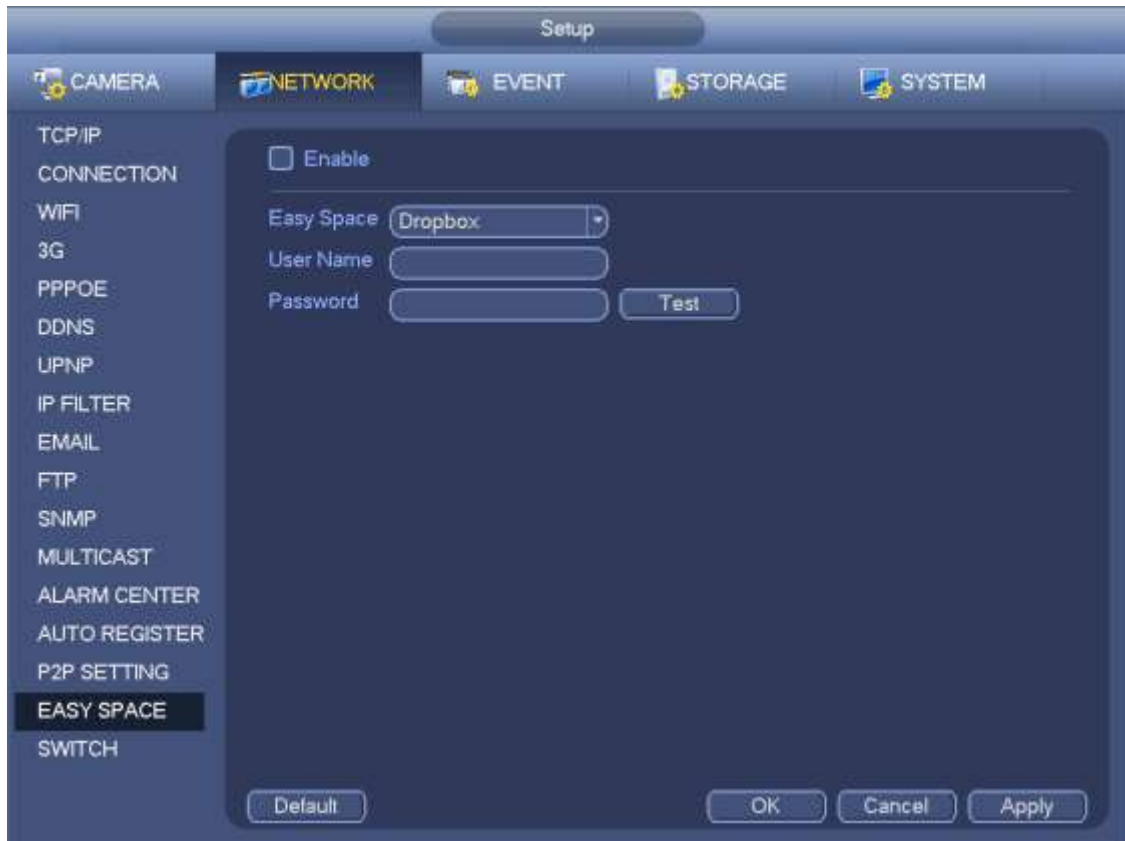 Setup
CAMERA NETWORK EVENT STORAGE SYSTEM
TCP/IP
CONNECTION
WIFI
3G
PPPOE
DDNS
UPNP
IP FILTER
EMAIL
FTP
SNMP
MULTICAST
ALARM CENTER
AUTO REGISTER
P2P SETTING
EASY SPACE
SWITCH
Enable
Easy Space Dropbox
User Name
Password Test
Default OK Cancel Apply